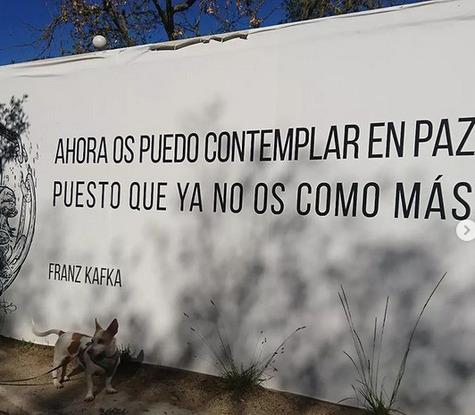 AHORA OS PUEDO CONTEMPLAR EN PAZ
PUESTO QUE YA NO OS COMO MÁS
FRANZ KAFKA